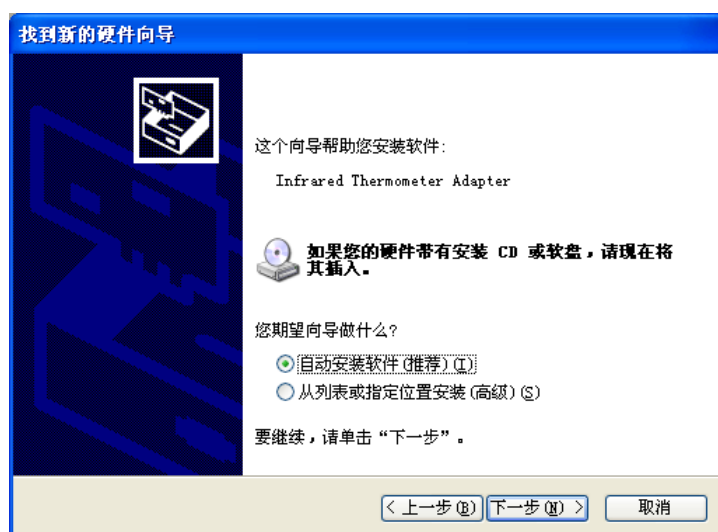 找到新的硬件向导
这个向导帮助您安装软件:
Infrared Thermometer Adapter
如果您的硬件带有安装 CD 或软盘，请现在将
其插入。
您期望向导做什么?
自动安装软件(推荐)(I)
从列表或指定位置安装(高级)(S)
要继续，请单击“下一步”。
< 上一步(B) 下一步(N) > 取消